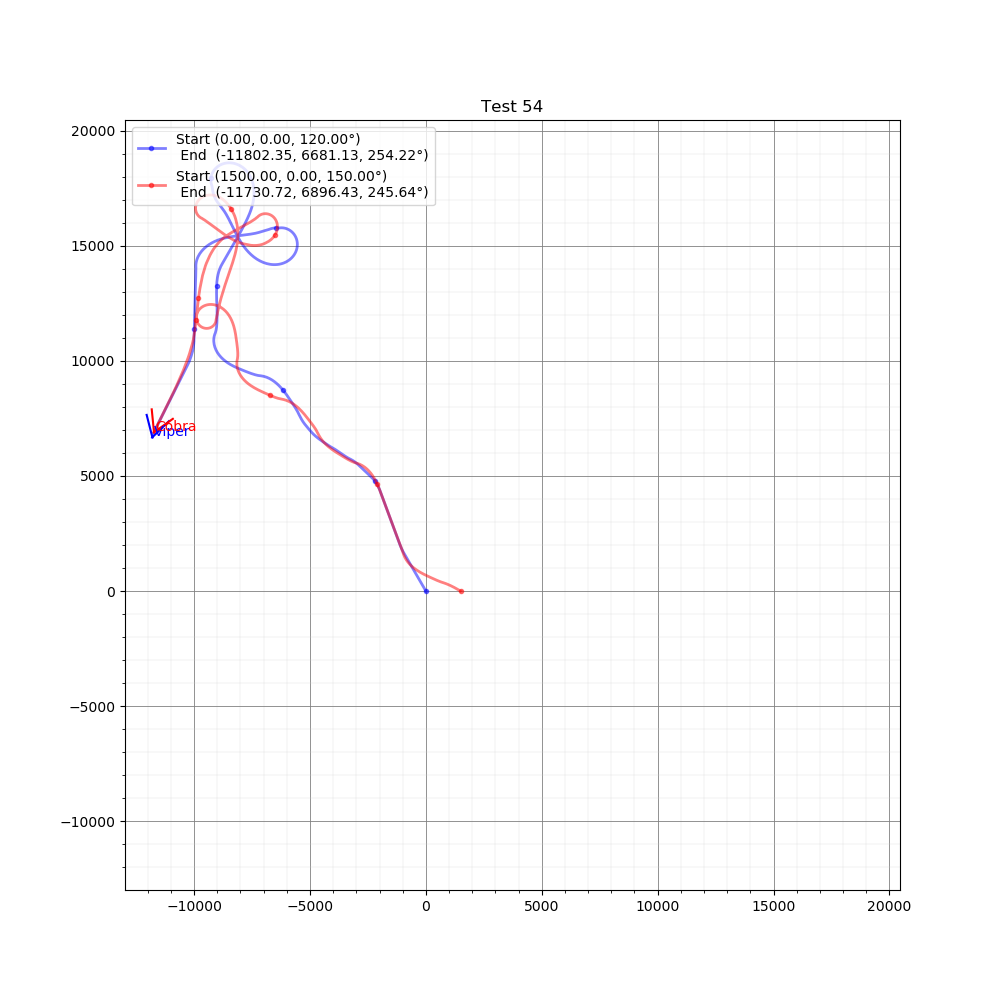 Test 54
Start (0.00, 0.00, 120.00°)
End  (-11802.35, 6681.13, 254.22°)
Start (1500.00, 0.00, 150.00°)
End  (-11730.72, 6896.43, 245.64°)
20000
15000
10000
5000
0
−5000
−10000
Cobra
Viper
−10000 −5000 0 5000 10000 15000 20000